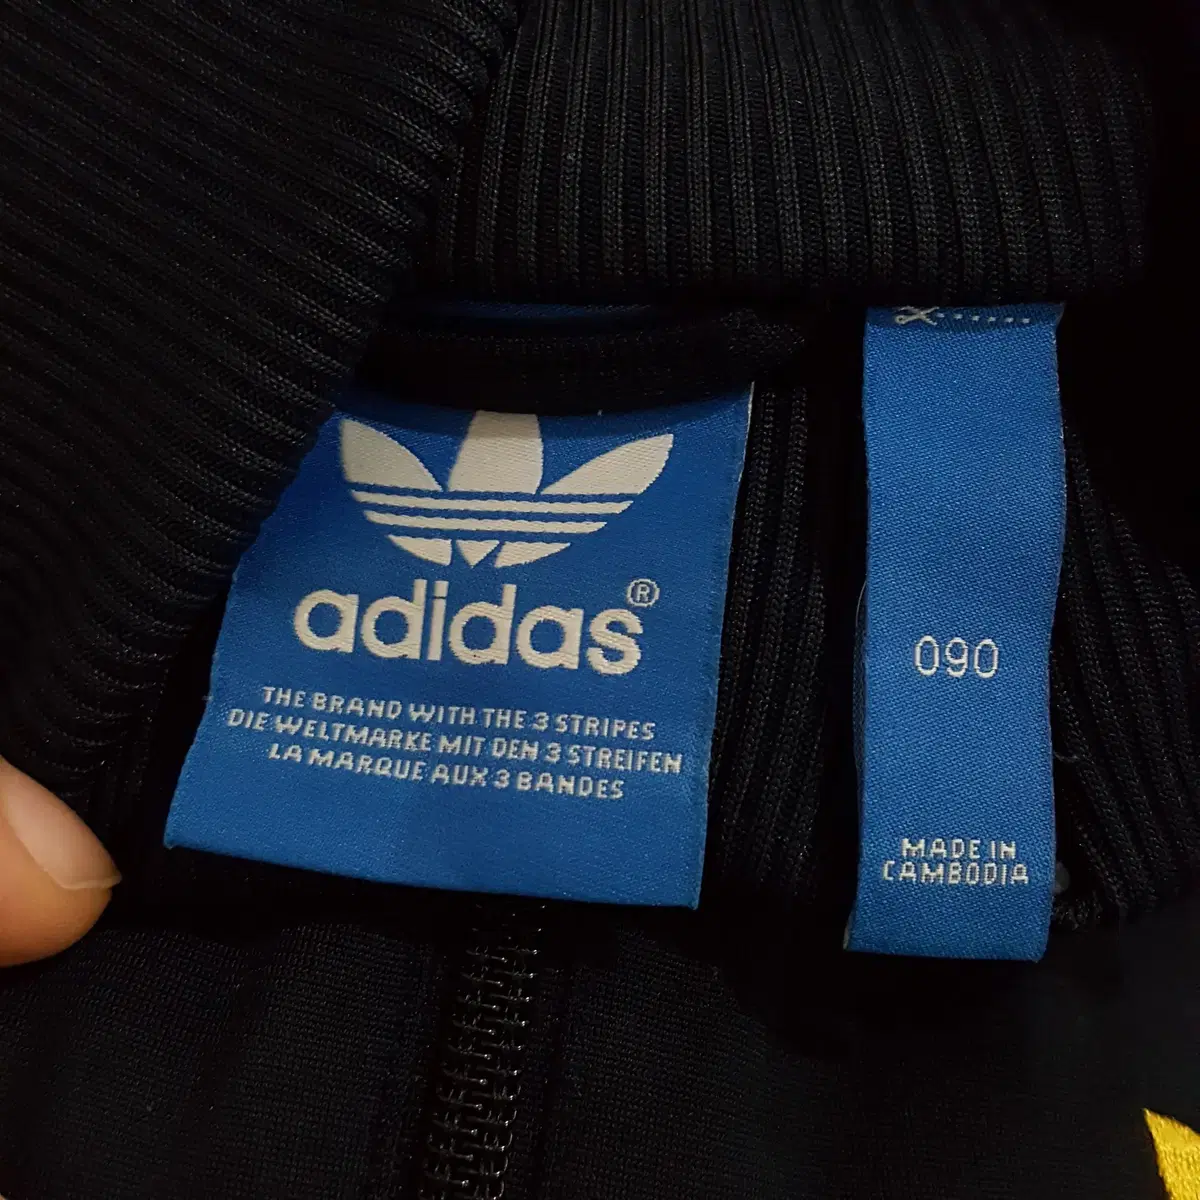 adidas®
THE BRAND WITH THE 3 STRIPES
DIE WELTMARKE MIT DEN 3 STREIFEN
LA MARQUE AUX 3 BANDES
090
MADE IN
CAMBODIA